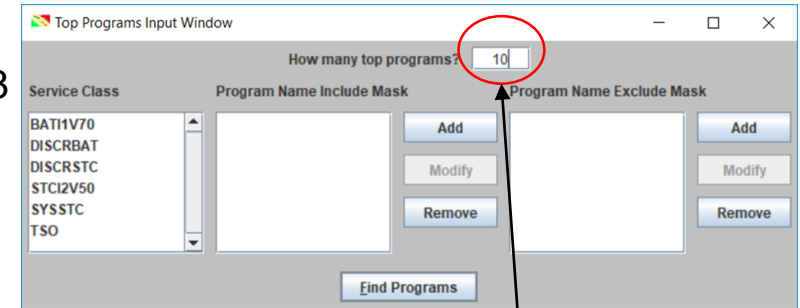 Top Programs Input Window
How many top programs? 10
Service Class Program Name Include Mask Program Name Exclude Mask
BATI1V70
DISCRBAT
DISCRSTC
STCI2V50
SYSSTC
TSO
Add
Modify
Remove
Add
Modify
Remove
Find Programs